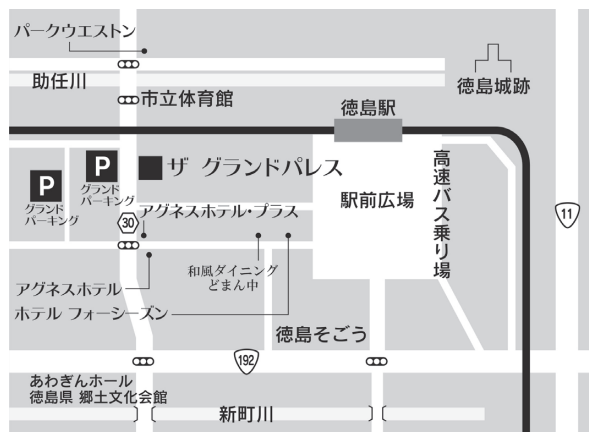 パークウエストン
助任川
市立体育館
徳島駅
徳島城跡
P
グランド
パーキング
P
グランド
パーキング
ザ グランドパレス
駅前広場
高速バス乗り場
11
30
アグネスホテル・プラス
和風ダイニング
どまん中
アグネスホテル
ホテル フォーシーズン
徳島そごう
192
あわぎんホール
徳島県 郷土文化会館
新町川